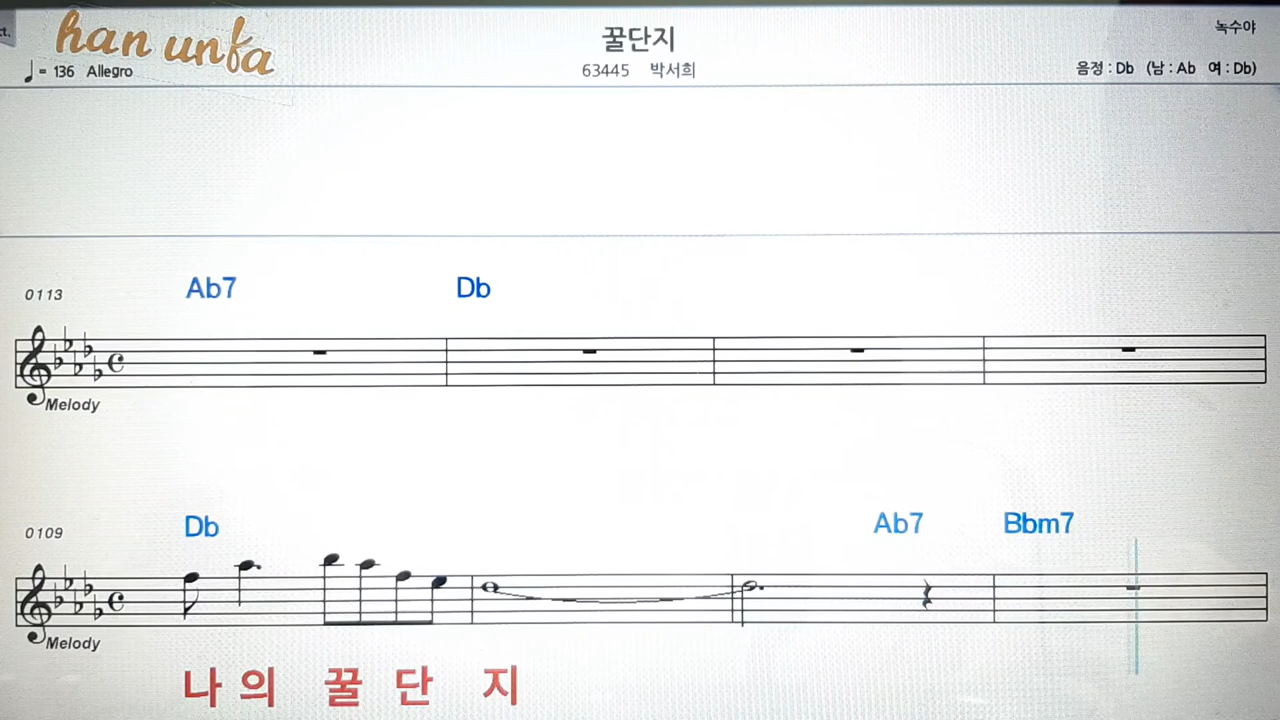 ct.
han unfa
꿀단지
녹수야
♩= 136 Allegro
63445 박서희
음정 : Db (남 : Ab 여 : Db)
0113 Ab7 Db
Melody
0109 Db Ab7 Bbm7
Melody
나 의 꿀 단 지